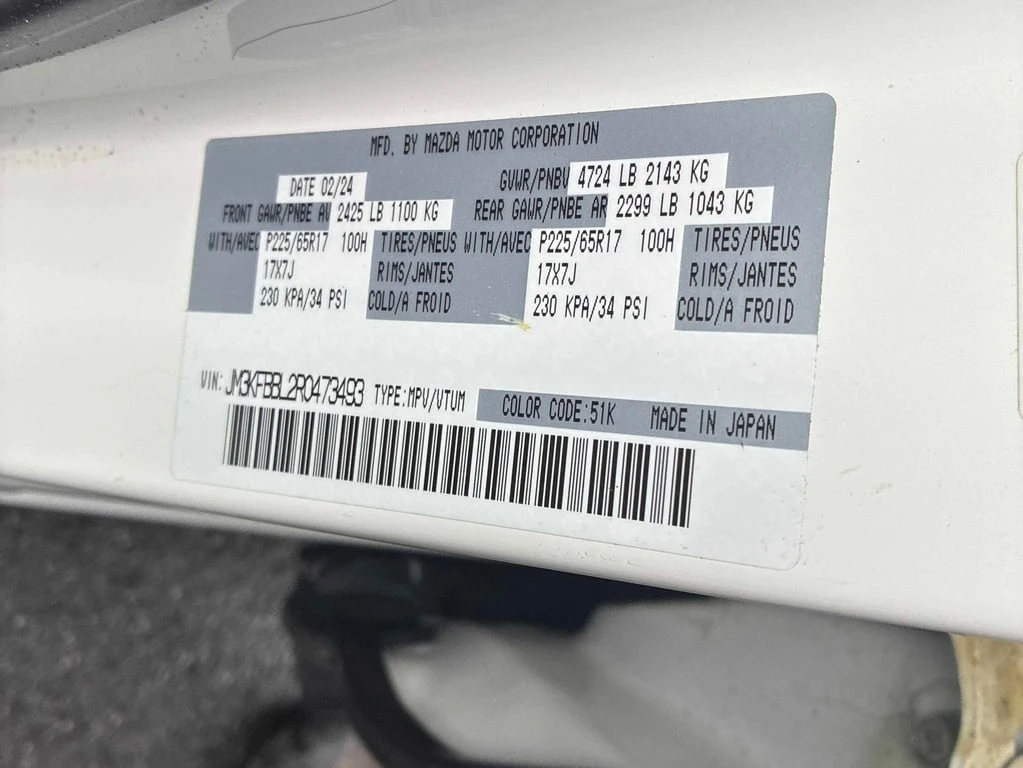 MFD. BY MAZDA MOTOR CORPORATION
DATE 02/24 GVWR/PNBV 4724 LB 2143 KG
FRONT GAWR/PNBE AV 2425 LB 1100 KG REAR GAWR/PNBE AR 2299 LB 1043 KG
WITH/AVEC P225/65R17 100H TIRES/PNEUS WITH/AVEC P225/65R17 100H TIRES/PNEUS
17X7J RIMS/JANTES 17X7J RIMS/JANTES
230 KPA/34 PSI COLD/A FROID 230 KPA/34 PSI COLD/A FROID
VIN: JM3KFBBL2R0473493 TYPE:MPV/VTUM COLOR CODE:51K MADE IN JAPAN